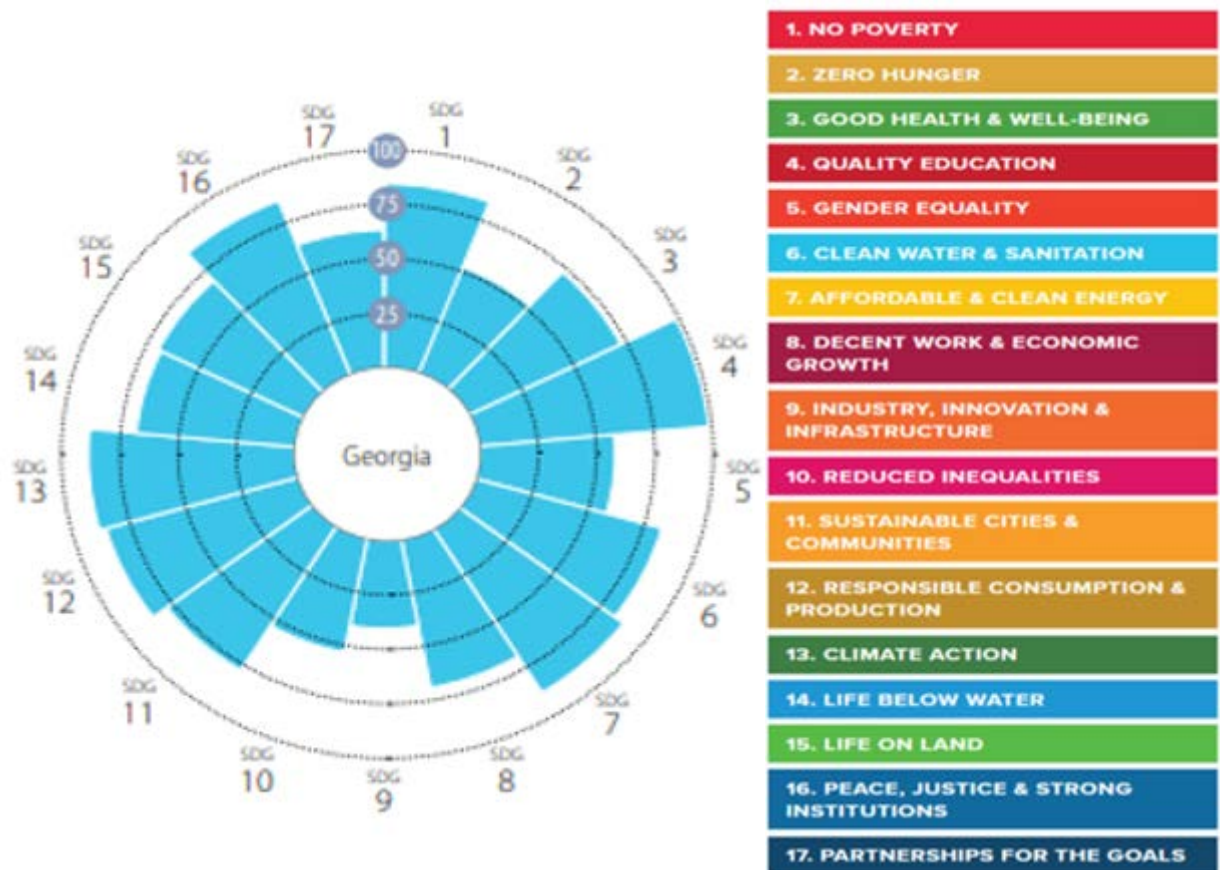 SDG
1
SDG
2
SDG
3
SDG
4
SDG
5
SDG
6
SDG
7
SDG
8
SDG
9
SDG
10
SDG
11
SDG
12
SDG
13
SDG
14
SDG
15
SDG
16
SDG
17
100
75
50
25
Georgia
1. NO POVERTY
2. ZERO HUNGER
3. GOOD HEALTH & WELL-BEING
4. QUALITY EDUCATION
5. GENDER EQUALITY
6. CLEAN WATER & SANITATION
7. AFFORDABLE & CLEAN ENERGY
8. DECENT WORK & ECONOMIC
GROWTH
9. INDUSTRY, INNOVATION &
INFRASTRUCTURE
10. REDUCED INEQUALITIES
11. SUSTAINABLE CITIES &
COMMUNITIES
12. RESPONSIBLE CONSUMPTION &
PRODUCTION
13. CLIMATE ACTION
14. LIFE BELOW WATER
15. LIFE ON LAND
16. PEACE, JUSTICE & STRONG
INSTITUTIONS
17. PARTNERSHIPS FOR THE GOALS